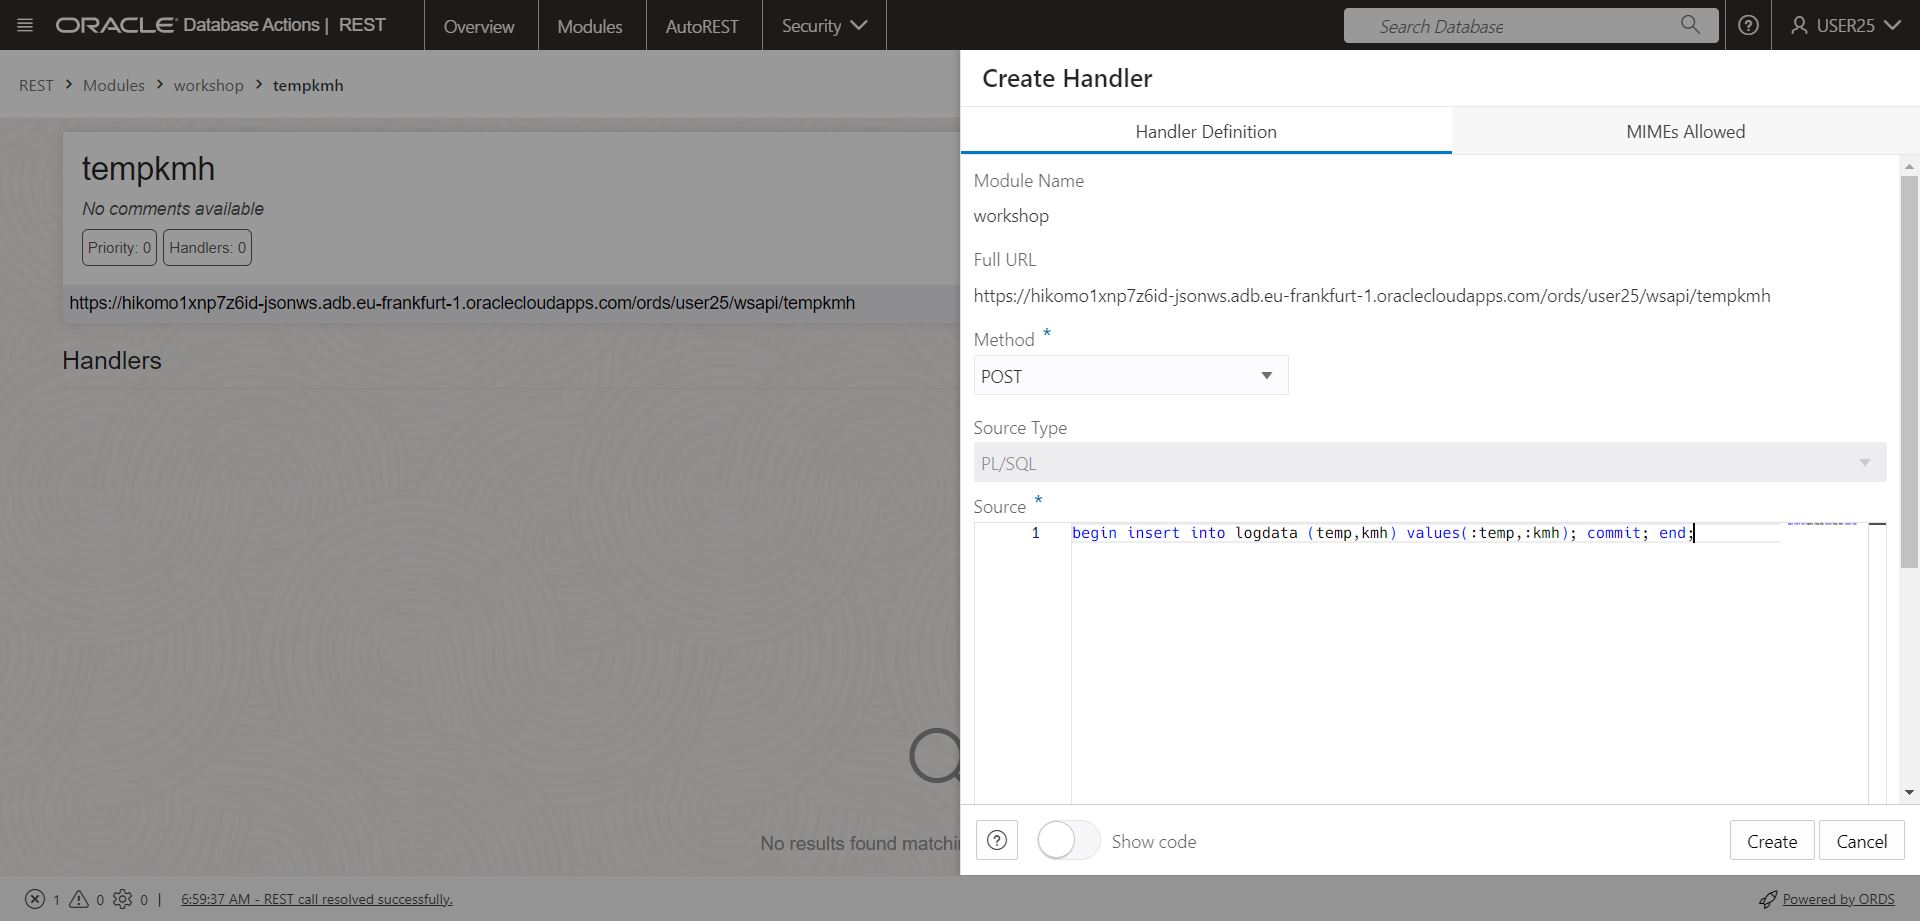 ORACLE Database Actions | REST
Overview
Modules
AutoREST
Security
Search Database
USER25
REST > Modules > workshop > tempkmh
tempkmh
No comments available
Priority: 0
Handlers: 0
https://hikomo1xnp7z6id-jsonws.adb.eu-frankfurt-1.oraclecloudapps.com/ords/user25/wsapi/tempkmh
Handlers
No results found matchi
Create Handler
Handler Definition
MIMEs Allowed
Module Name
workshop
Full URL
https://hikomo1xnp7z6id-jsonws.adb.eu-frankfurt-1.oraclecloudapps.com/ords/user25/wsapi/tempkmh
Method *
POST
Source Type
PL/SQL
Source *
1 begin insert into logdata (temp,kmh) values(:temp,:kmh); commit; end;
Show code
Create
Cancel
1 0 0 | 6:59:37 AM - REST call resolved successfully.
Powered by ORDS